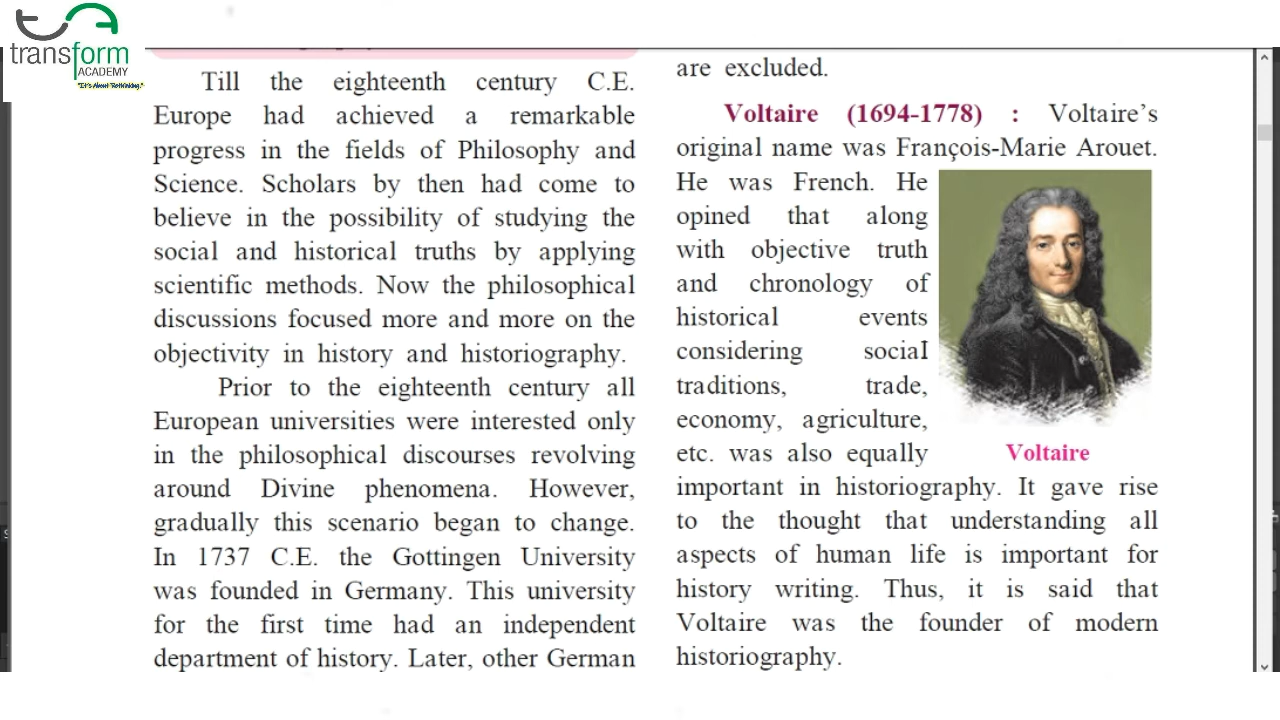 transform
ACADEMY
"It's About Rethinking."
Till the eighteenth century C.E.
Europe had achieved a remarkable
progress in the fields of Philosophy and
Science. Scholars by then had come to
believe in the possibility of studying the
social and historical truths by applying
scientific methods. Now the philosophical
discussions focused more and more on the
objectivity in history and historiography.
Prior to the eighteenth century all
European universities were interested only
in the philosophical discourses revolving
around Divine phenomena. However,
gradually this scenario began to change.
In 1737 C.E. the Gottingen University
was founded in Germany. This university
for the first time had an independent
department of history. Later, other German
are excluded.
Voltaire (1694-1778) : Voltaire's
original name was François-Marie Arouet.
He was French. He
opined that along
with objective truth
and chronology of
historical events
considering social
traditions, trade,
economy, agriculture,
etc. was also equally
Voltaire
important in historiography. It gave rise
to the thought that understanding all
aspects of human life is important for
history writing. Thus, it is said that
Voltaire was the founder of modern
historiography.